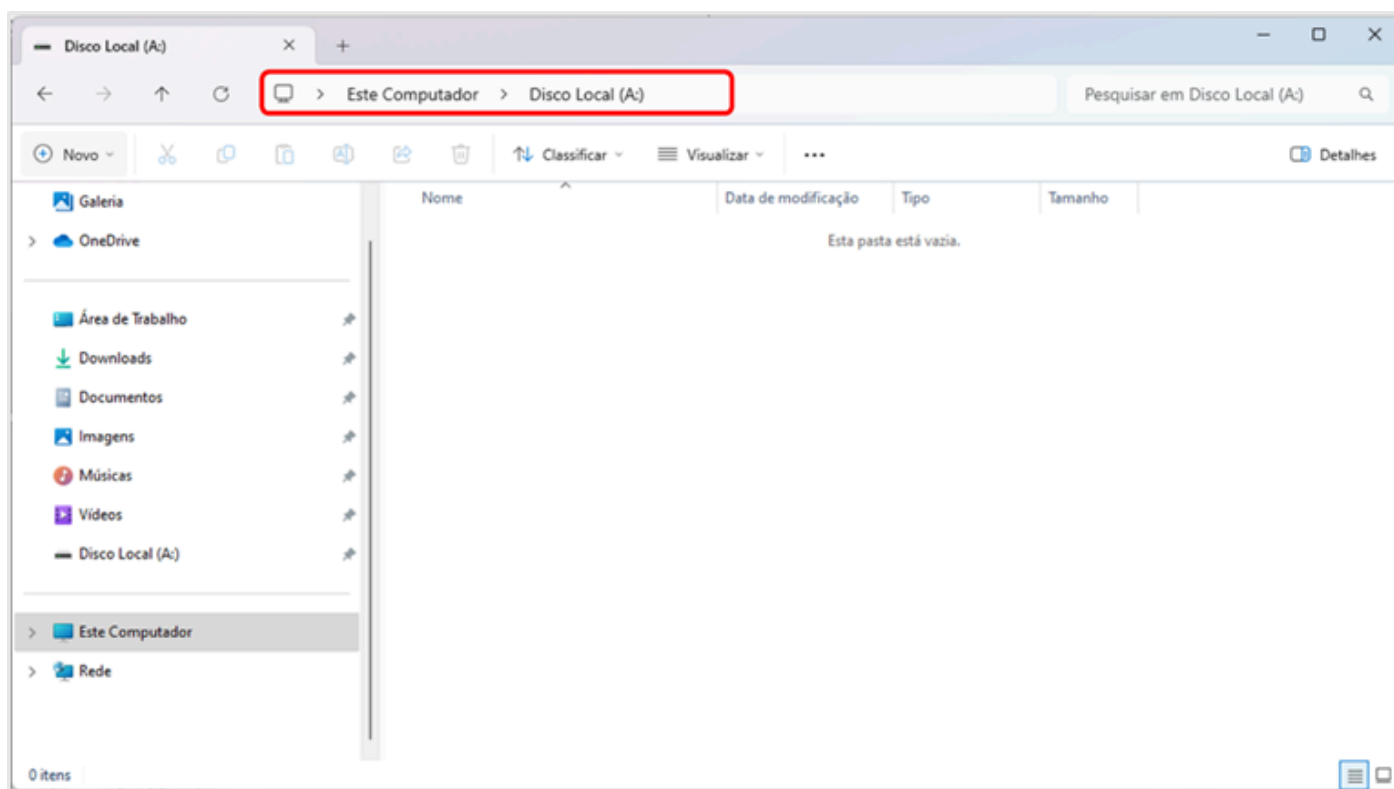 Disco Local (A:)
Este Computador > Disco Local (A:)
Pesquisar em Disco Local (A:)
Novo
Classificar
Visualizar
Detalhes
Galeria
OneDrive
Área de Trabalho
Downloads
Documentos
Imagens
Músicas
Vídeos
Disco Local (A:)
Este Computador
Rede
Nome Data de modificação Tipo Tamanho
Esta pasta está vazia.
0 itens